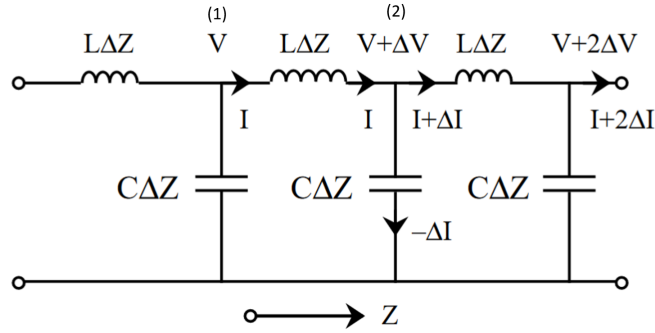 (1) (2)
LΔZ V LΔZ V+ΔV LΔZ V+2ΔV
I I I+ΔI I+2ΔI
CΔZ CΔZ CΔZ
−ΔI
Z